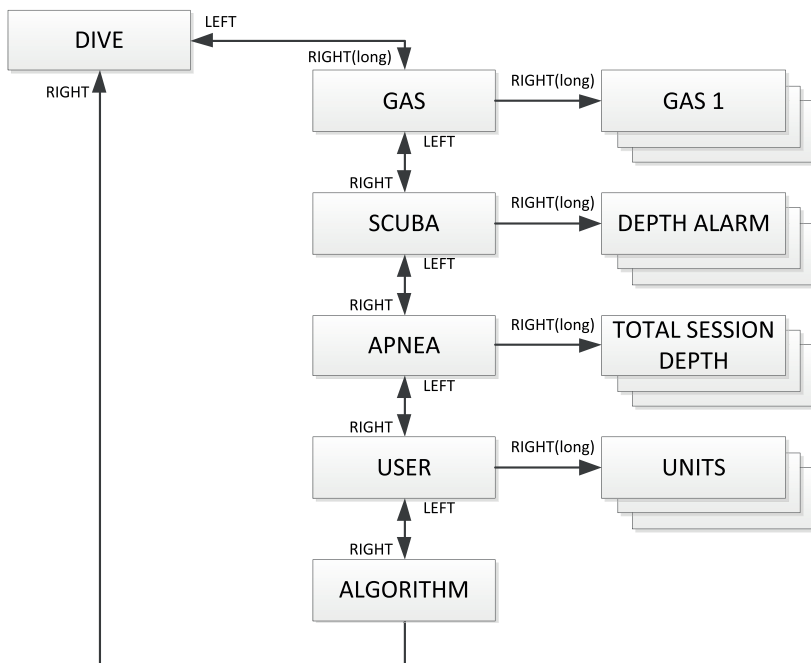 DIVE
LEFT
RIGHT(long)
RIGHT
GAS
RIGHT(long)
GAS 1
LEFT
RIGHT
SCUBA
RIGHT(long)
DEPTH ALARM
LEFT
RIGHT
APNEA
RIGHT(long)
TOTAL SESSION
DEPTH
LEFT
RIGHT
USER
RIGHT(long)
UNITS
LEFT
RIGHT
ALGORITHM